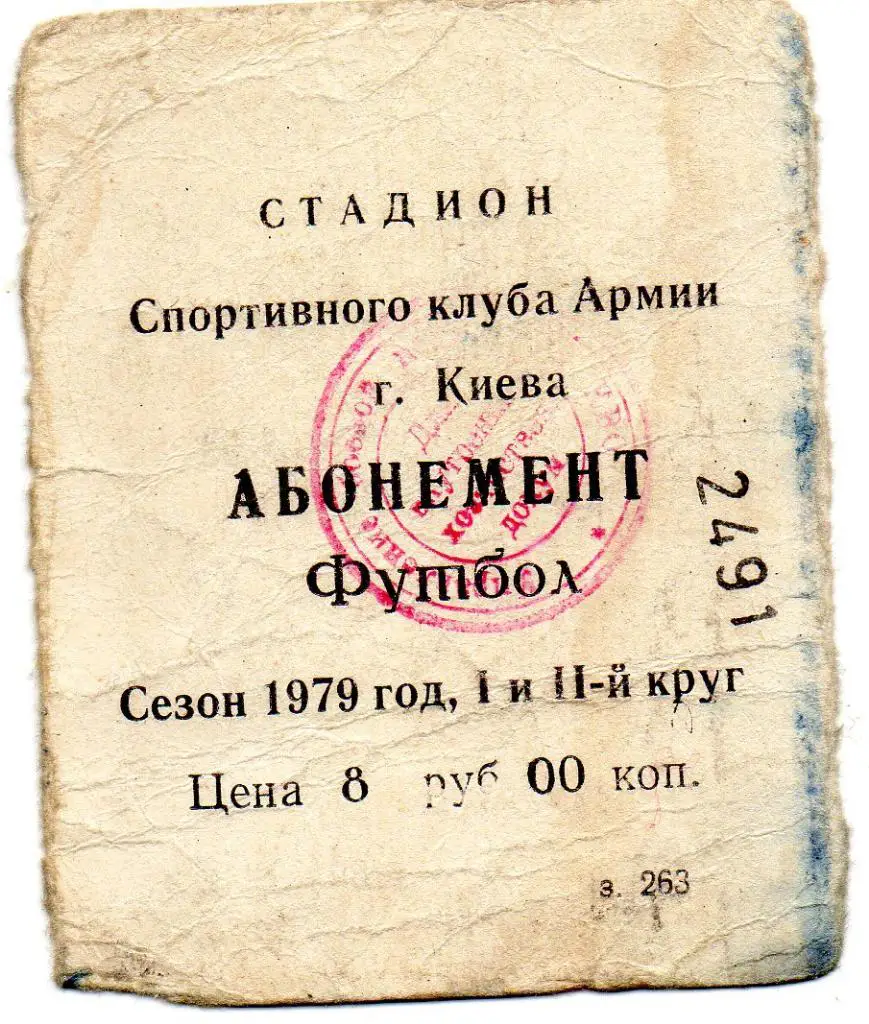 СТАДИОН
Спортивного клуба Армии
г. Киева
АБОНЕМЕНТ
Футбол
Сезон 1979 год, I и II-й круг
Цена 8 руб 00 коп.
з. 263
2491